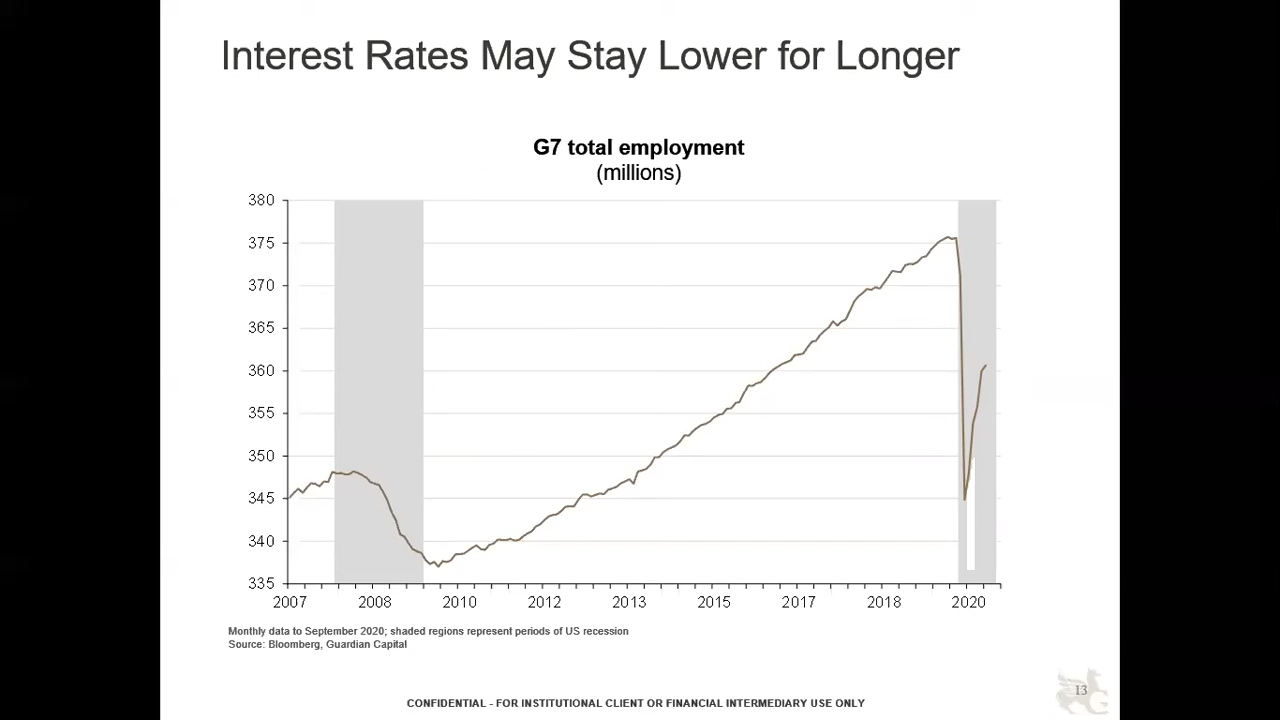 Interest Rates May Stay Lower for Longer
G7 total employment
(millions)
380
375
370
365
360
355
350
345
340
335
2007 2008 2010 2012 2013 2015 2017 2018 2020
Monthly data to September 2020; shaded regions represent periods of US recession
Source: Bloomberg, Guardian Capital
13
CONFIDENTIAL - FOR INSTITUTIONAL CLIENT OR FINANCIAL INTERMEDIARY USE ONLY